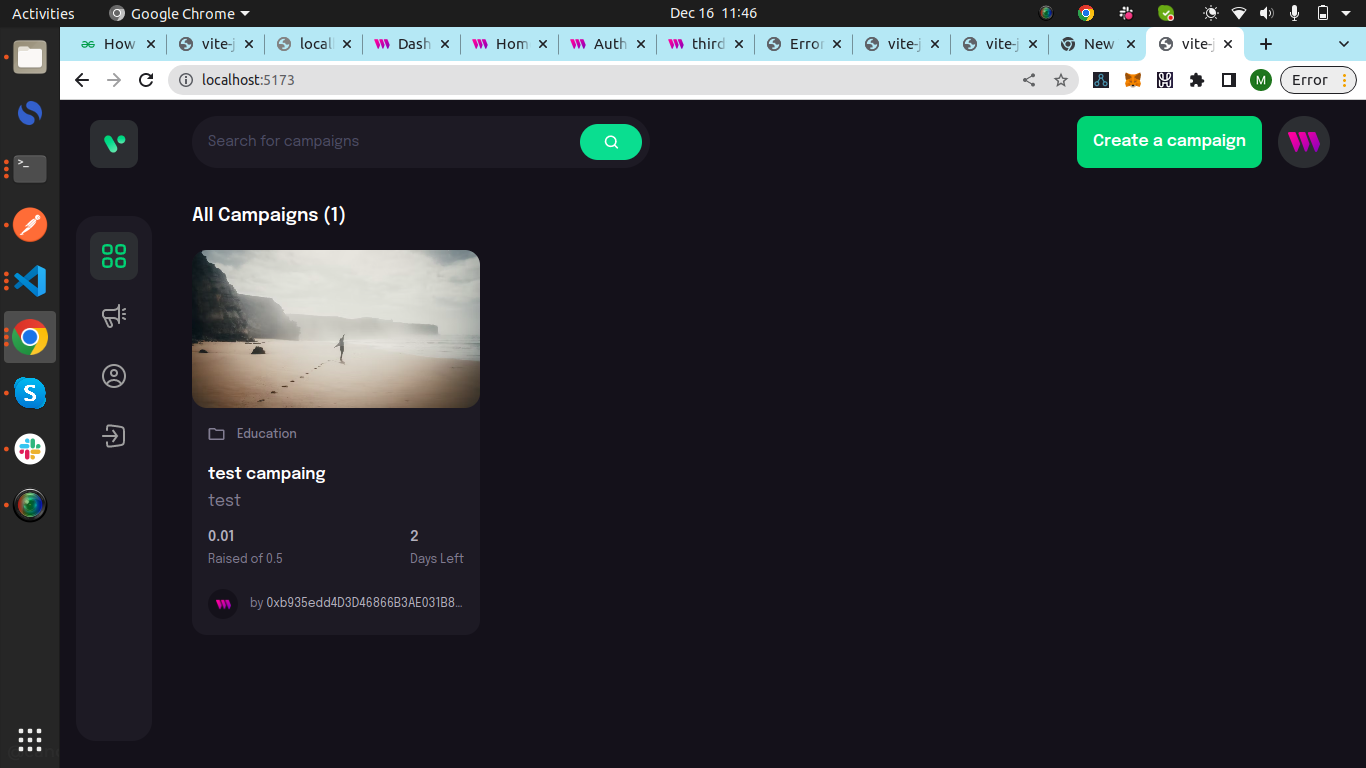 Activities
Google Chrome
Dec 16 11:46
How
vite-j
local
Dash
Hom
Auth
third
Error
vite-j
vite-j
New
vite-j
localhost:5173
M
Error
Search for campaigns
Create a campaign
All Campaigns (1)
Education
test campaing
test
0.01
2
Raised of 0.5
Days Left
by 0xb935edd4D3D46866B3AE031B8...